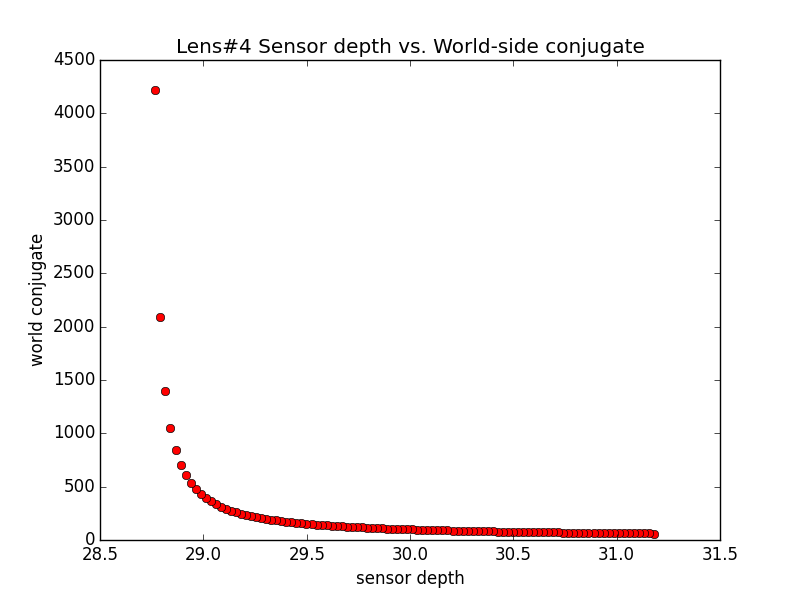 Lens#4 Sensor depth vs. World-side conjugate
4500
4000
3500
3000
2500
2000
1500
1000
500
0
world conjugate
28.5 29.0 29.5 30.0 30.5 31.0 31.5
sensor depth